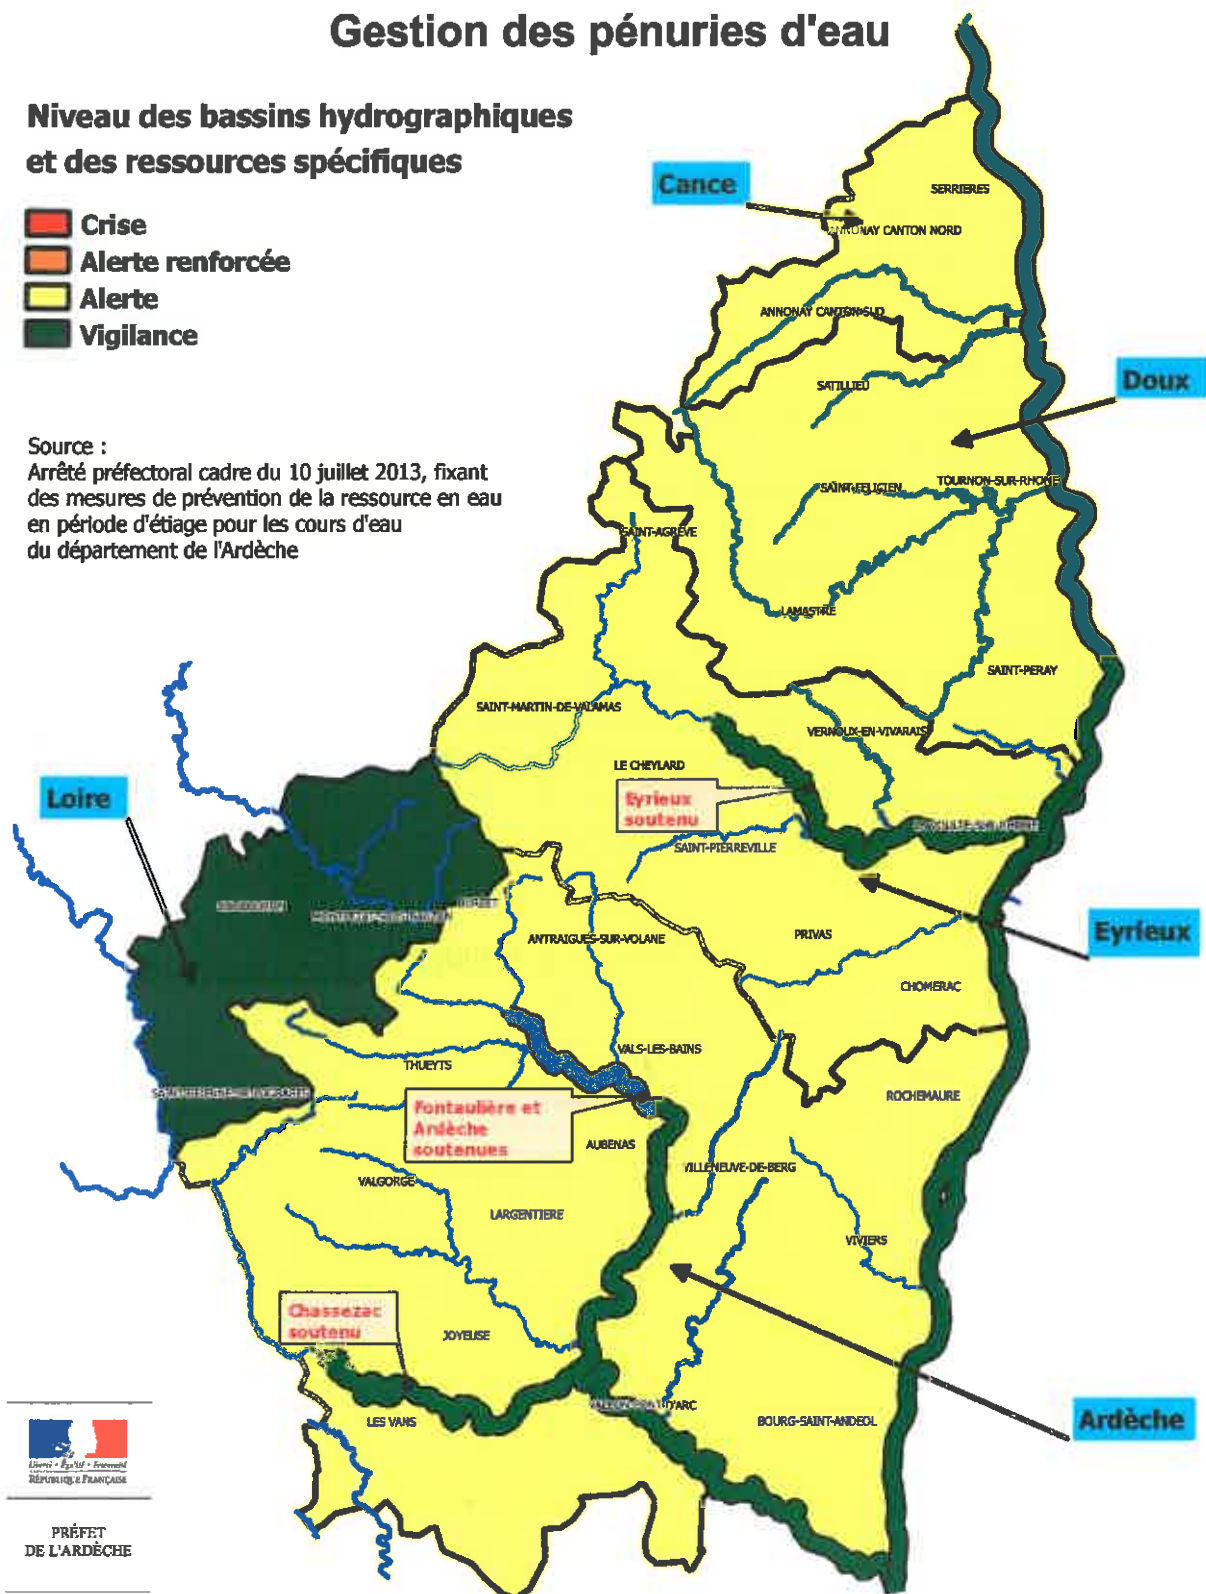 Gestion des pénuries d'eau
Niveau des bassins hydrographiques
et des ressources spécifiques
Crise
Alerte renforcée
Alerte
Vigilance
Source :
Arrêté préfectoral cadre du 10 juillet 2013, fixant
des mesures de prévention de la ressource en eau
en période d'étiage pour les cours d'eau
du département de l'Ardèche
Cance
SERRIERES
ANNONAY CANTON NORD
ANNONAY CANTON SUD
Doux
SATILLIEU
SAINT-FELICIEN
TOURNON-SUR-RHONE
SAINT-AGREVE
LAMASTRE
SAINT-PERAY
SAINT-MARTIN-DE-VALAMAS
VERNOUX-EN-VIVARAIS
LE CHEYLARD
Eyrieux
soutenu
Loire
SAINT-PIERREVILLE
ANTRAIGUES-SUR-VOLANE
PRIVAS
Eyrieux
CHOMERAC
VALS-LES-BAINS
THUEYTS
ROCHEMAURE
Fontaulière et
Ardèche
soutenues
AUBENAS
VILLENEUVE-DE-BERG
VALGORGE
LARGENTIERE
VIVIERS
Chassezac
soutenu
JOYEUSE
LES VANS
D'ARC
BOURG-SAINT-ANDEOL
Ardèche
Liberté • Égalité • Fraternité
RÉPUBLIQUE FRANÇAISE
PRÉFET
DE L'ARDÈCHE